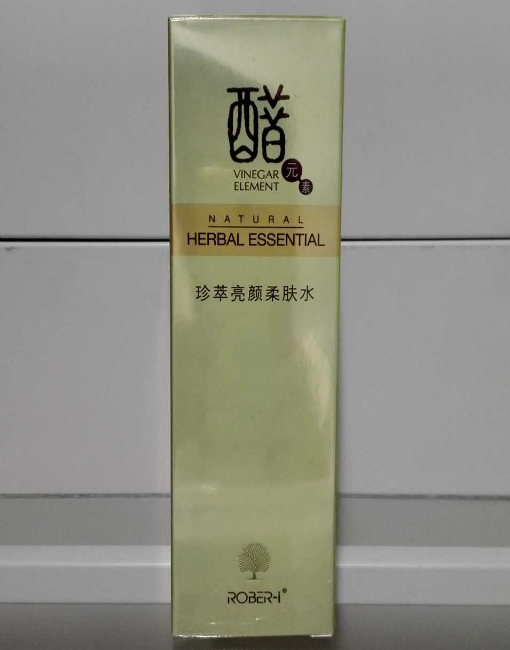 醋
元素
VINEGAR
ELEMENT
NATURAL
HERBAL ESSENTIAL
珍萃亮颜柔肤水
ROBER-i®